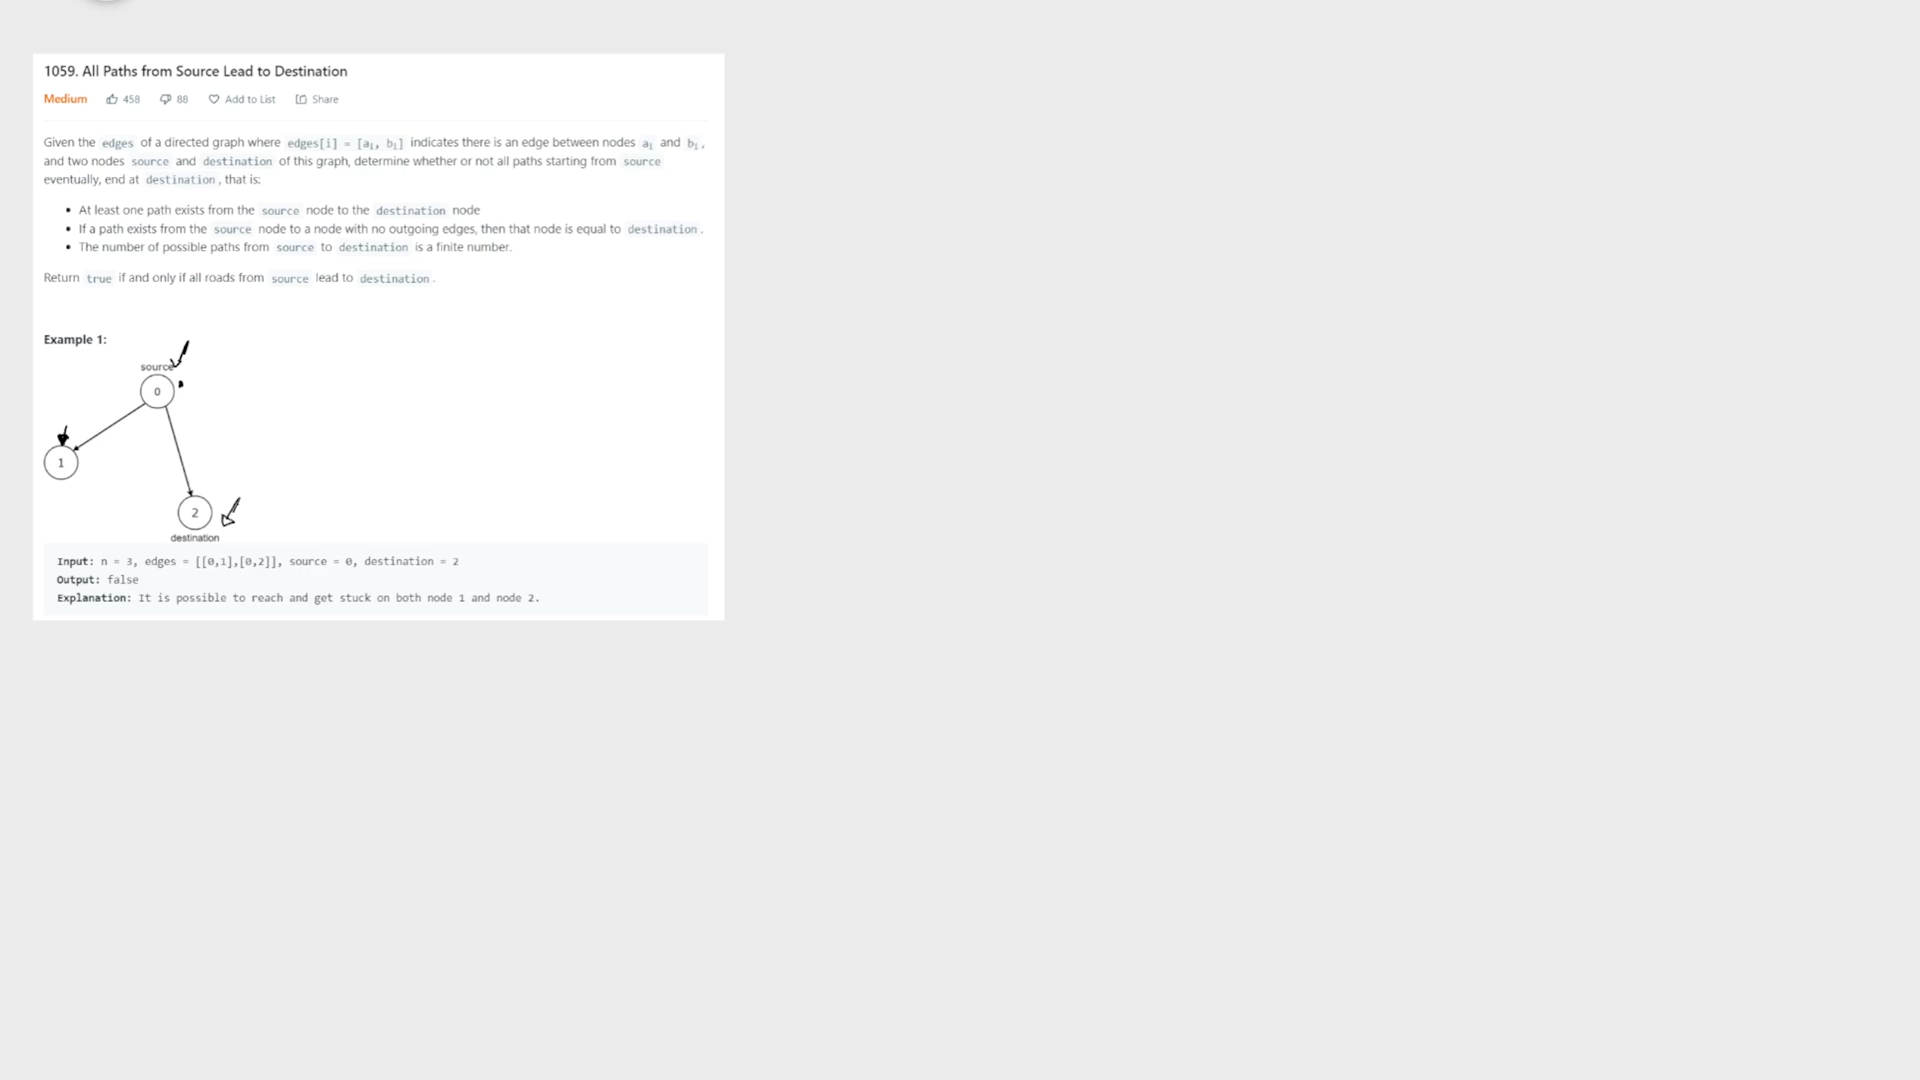 1059. All Paths from Source Lead to Destination
Medium 458 88 Add to List Share
Given the edges of a directed graph where edges[i] = [aᵢ, bᵢ] indicates there is an edge between nodes aᵢ and bᵢ,
and two nodes source and destination of this graph, determine whether or not all paths starting from source
eventually, end at destination, that is:
• At least one path exists from the source node to the destination node
• If a path exists from the source node to a node with no outgoing edges, then that node is equal to destination.
• The number of possible paths from source to destination is a finite number.
Return true if and only if all roads from source lead to destination.
Example 1:
source
0
1
2
destination
Input: n = 3, edges = [[0,1],[0,2]], source = 0, destination = 2
Output: false
Explanation: It is possible to reach and get stuck on both node 1 and node 2.